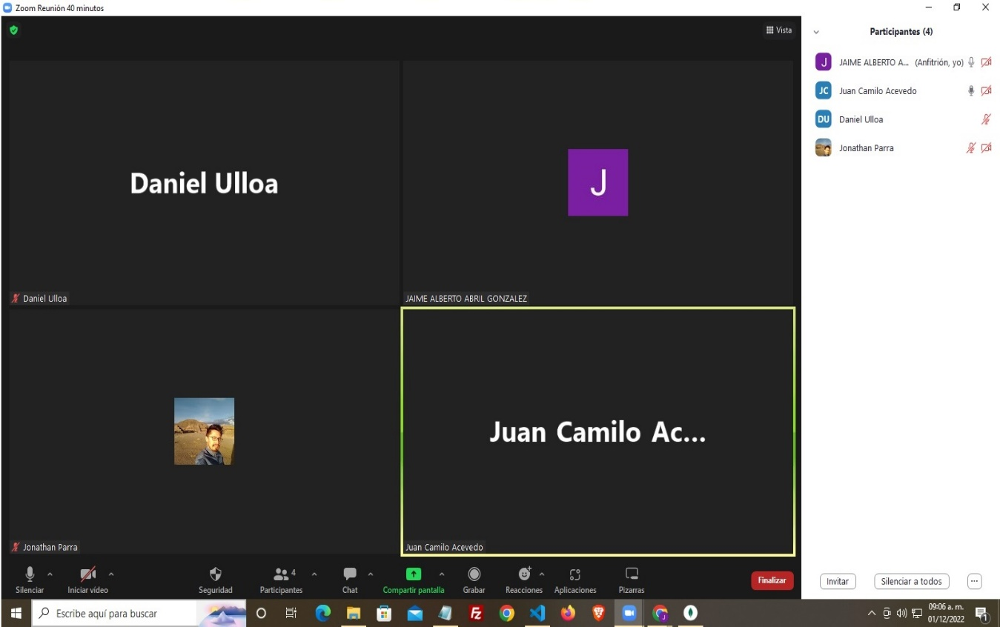 Zoom Reunión 40 minutos
Vista
Participantes (4)
J JAIME ALBERTO A... (Anfitrión, yo)
JC Juan Camilo Acevedo
DU Daniel Ulloa
Jonathan Parra
Daniel Ulloa
J
Daniel Ulloa
JAIME ALBERTO ABRIL GONZALEZ
Juan Camilo Ac...
Jonathan Parra
Juan Camilo Acevedo
Silenciar
Iniciar vídeo
Seguridad
4
Participantes
Chat
Compartir pantalla
Grabar
Reacciones
Aplicaciones
Pizarras
Finalizar
Invitar
Silenciar a todos
...
Escribe aquí para buscar
Fz
J
09:06 a. m.
01/12/2022
1